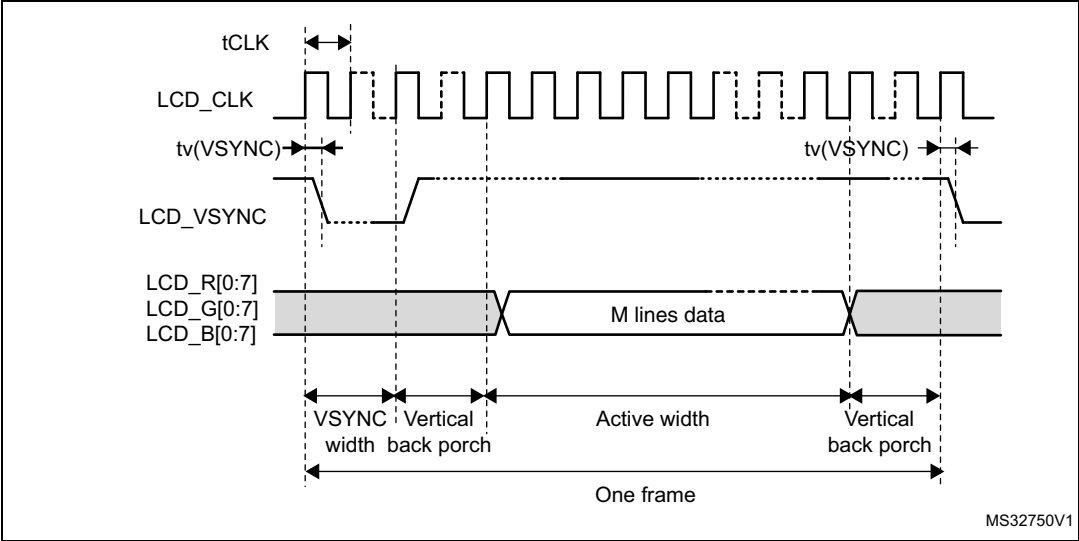 tCLK
LCD_CLK
tv(VSYNC)
tv(VSYNC)
LCD_VSYNC
LCD_R[0:7]
LCD_G[0:7]
LCD_B[0:7]
M lines data
VSYNC width
Vertical back porch
Active width
Vertical back porch
One frame
MS32750V1